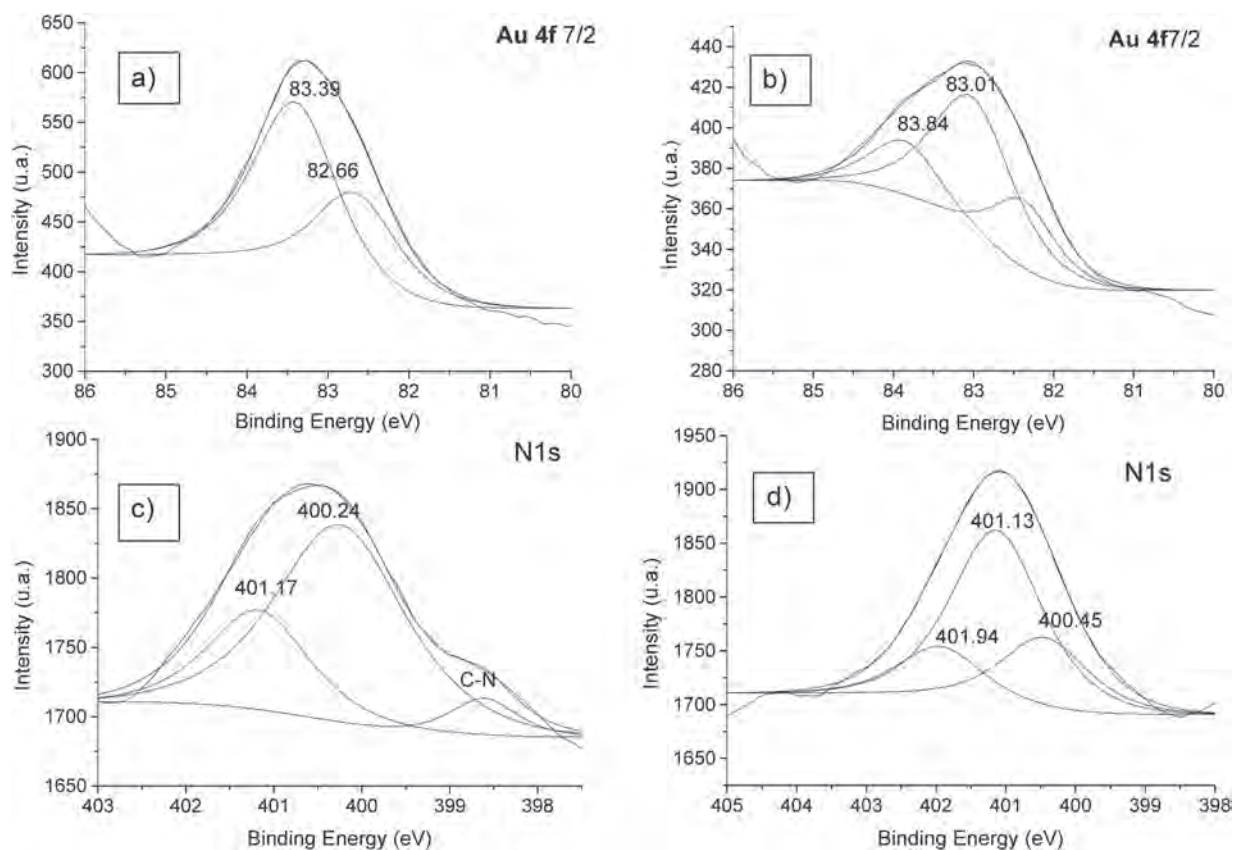 Au 4f 7/2
a)
83.39
82.66
Intensity (u.a.)
650
600
550
500
450
400
350
300
86 85 84 83 82 81 80
Binding Energy (eV)
Au 4f7/2
b)
83.01
83.84
Intensity (u.a.)
440
420
400
380
360
340
320
300
280
86 85 84 83 82 81 80
Binding Energy (eV)
N1s
c)
400.24
401.17
C-N
Intensity (u.a.)
1900
1850
1800
1750
1700
1650
403 402 401 400 399 398
Binding Energy (eV)
N1s
d)
401.13
400.45
401.94
Intensity (u.a.)
1950
1900
1850
1800
1750
1700
1650
405 404 403 402 401 400 399 398
Binding Energy (eV)